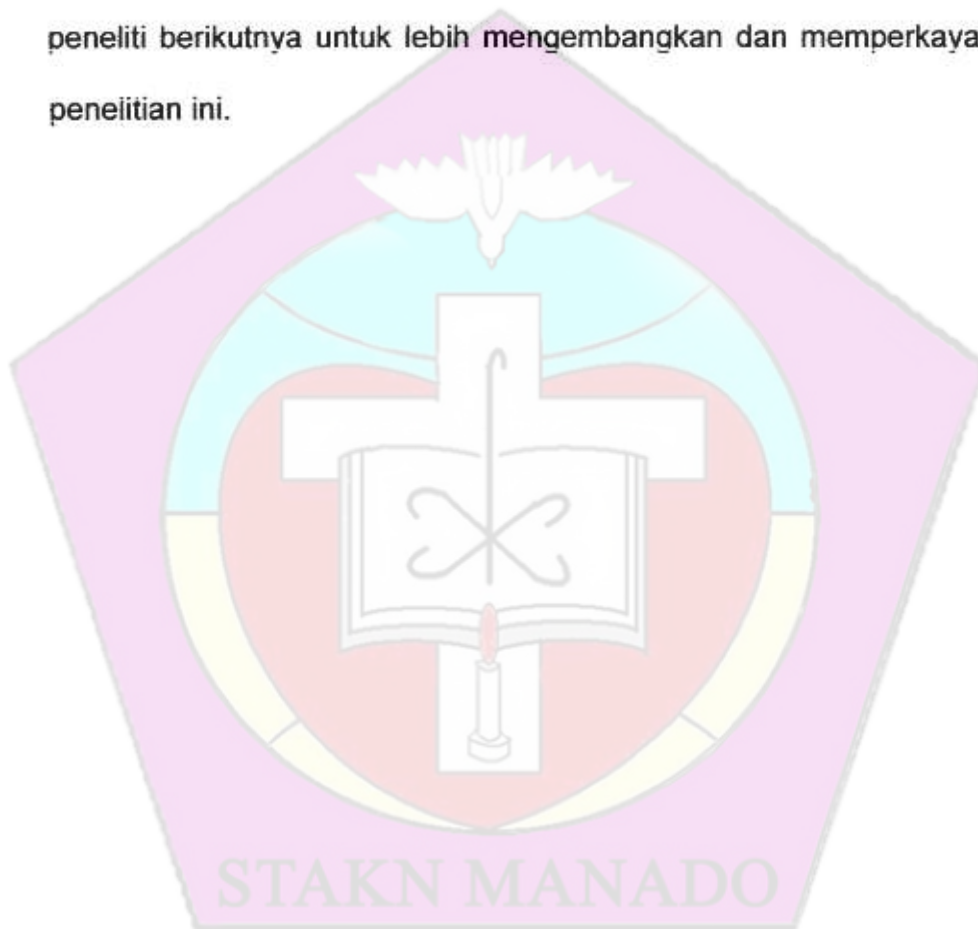 peneliti berikutnya untuk lebih mengembangkan dan memperkaya
penelitian ini.
STAKN MANADO